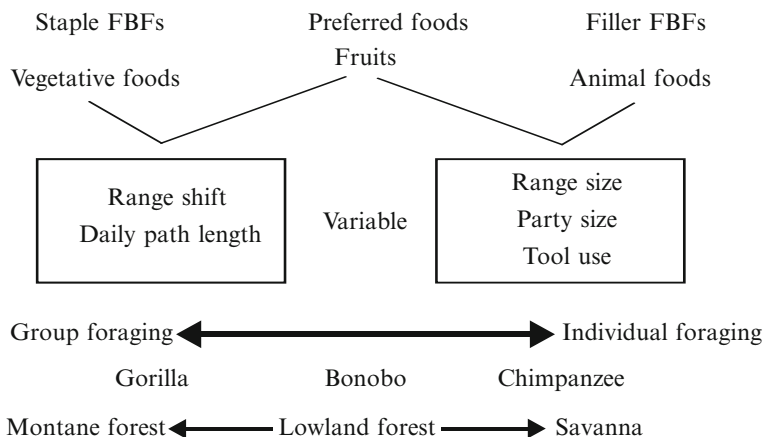 Staple FBFs Preferred foods Filler FBFs
Fruits
Vegetative foods Animal foods
Range shift
Daily path length
Variable
Range size
Party size
Tool use
Group foraging Individual foraging
Gorilla Bonobo Chimpanzee
Montane forest Lowland forest Savanna